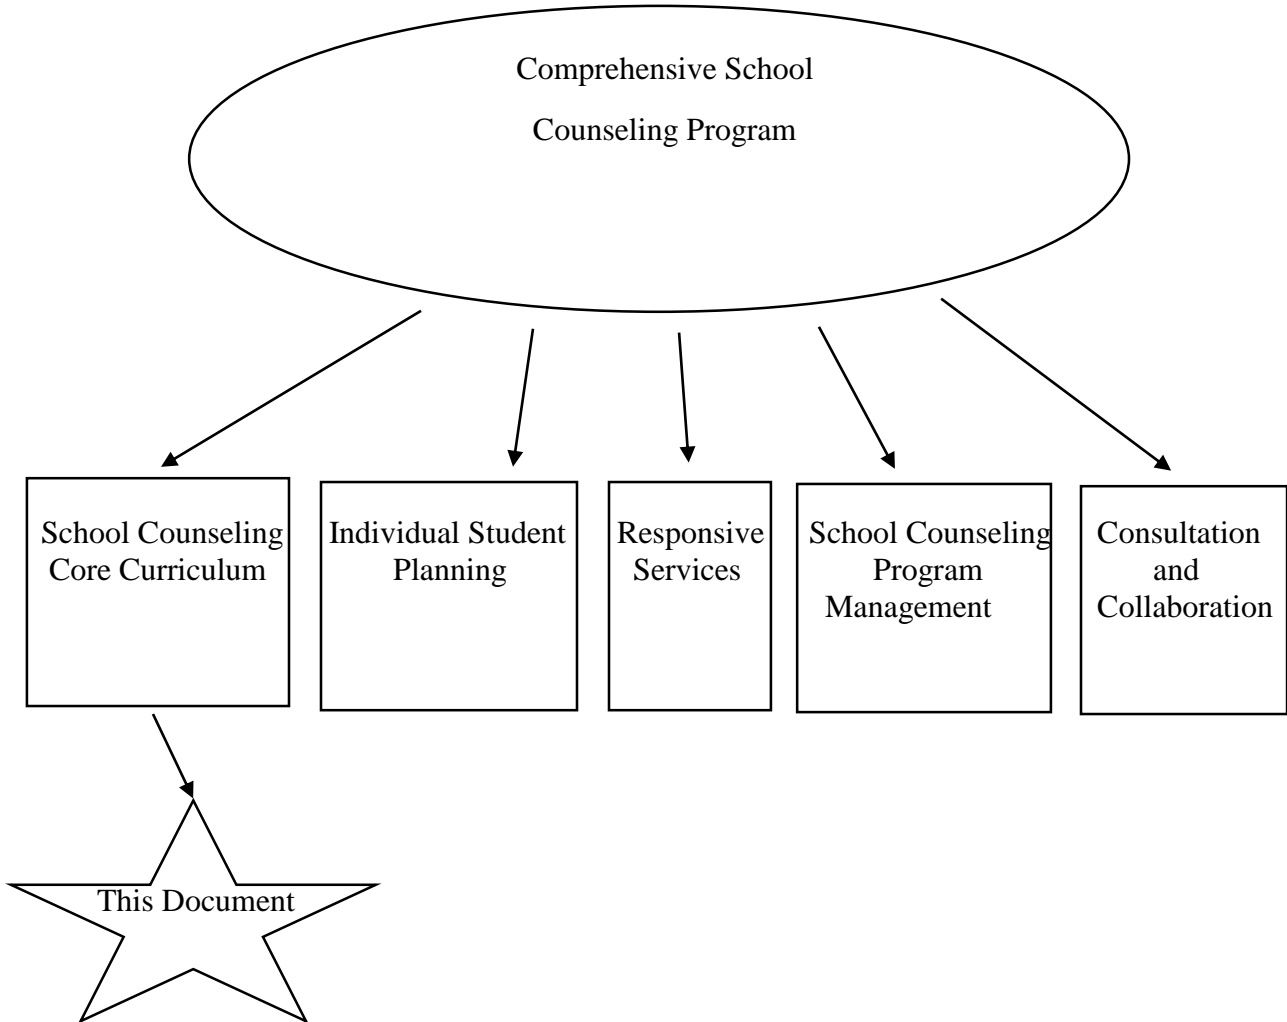 Comprehensive School
Counseling Program
School Counseling
Core Curriculum
Individual Student
Planning
Responsive
Services
School Counseling
Program
Management
Consultation
and
Collaboration
This Document